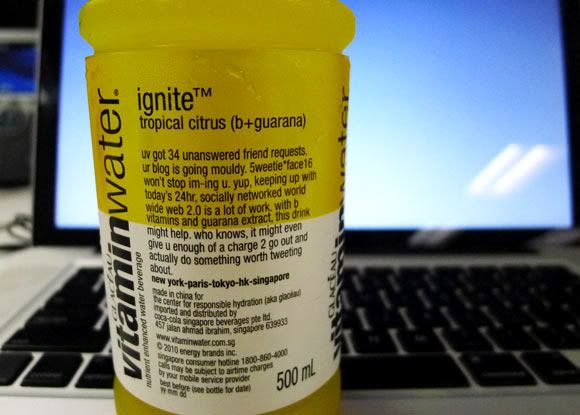 ignite™
tropical citrus (b+guarana)
uv got 34 unanswered friend requests.
ur blog is going mouldy. 5weetie*face16
won't stop im-ing u. yup, keeping up with
today's 24hr, socially networked world
wide web 2.0 is a lot of work. with b
vitamins and guarana extract, this drink
might help. who knows, it might even
give u enough of a charge 2 go out and
actually do something worth tweeting
about.
new york-paris-tokyo-hk-singapore
made in china for
the center for responsible hydration (aka glacéau)
imported and distributed by
coca-cola singapore beverages pte ltd.
457 jalan ahmad ibrahim, singapore 639933
www.vitaminwater.com.sg
© 2010 energy brands inc.
singapore consumer hotline 1800-860-4000
calls may be subject to airtime charges
by your mobile service provider
best before (see bottle for date)
yy mm dd
500 mL
GLACÉAU
vitaminwater®
nutrient enhanced water beverage
GLACÉAU
vitaminwater